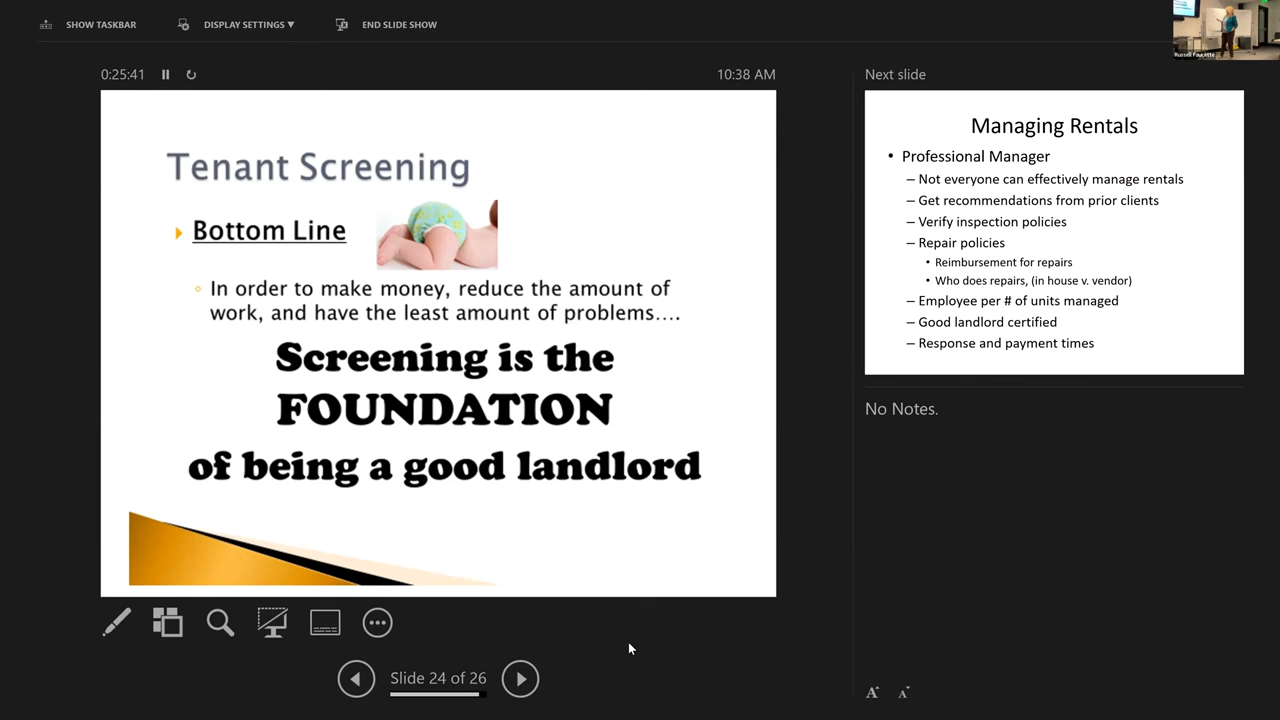 SHOW TASKBAR
DISPLAY SETTINGS ▼
END SLIDE SHOW
Russell Faucette
0:25:41
10:38 AM
Tenant Screening
Bottom Line
In order to make money, reduce the amount of
work, and have the least amount of problems....
Screening is the
FOUNDATION
of being a good landlord
Slide 24 of 26
Next slide
Managing Rentals
• Professional Manager
– Not everyone can effectively manage rentals
– Get recommendations from prior clients
– Verify inspection policies
– Repair policies
• Reimbursement for repairs
• Who does repairs, (in house v. vendor)
– Employee per # of units managed
– Good landlord certified
– Response and payment times
No Notes.
A A